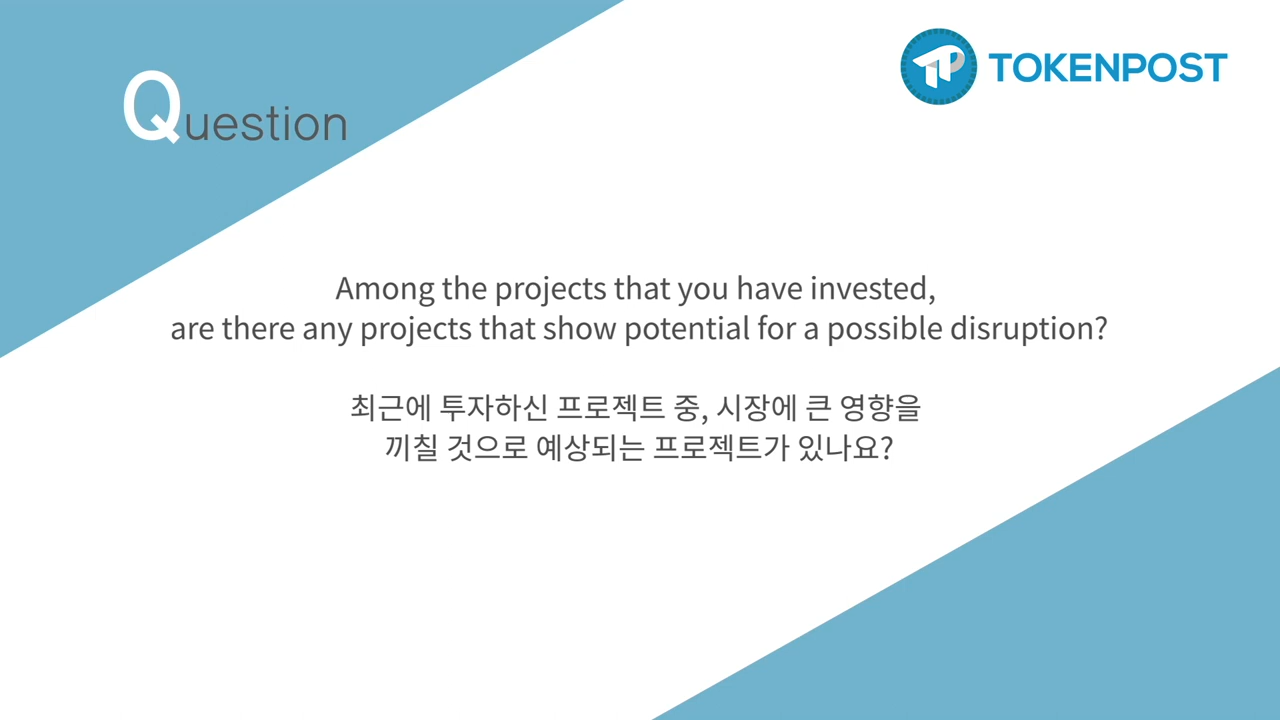 Question
TOKENPOST
Among the projects that you have invested,
are there any projects that show potential for a possible disruption?
최근에 투자하신 프로젝트 중, 시장에 큰 영향을
끼칠 것으로 예상되는 프로젝트가 있나요?